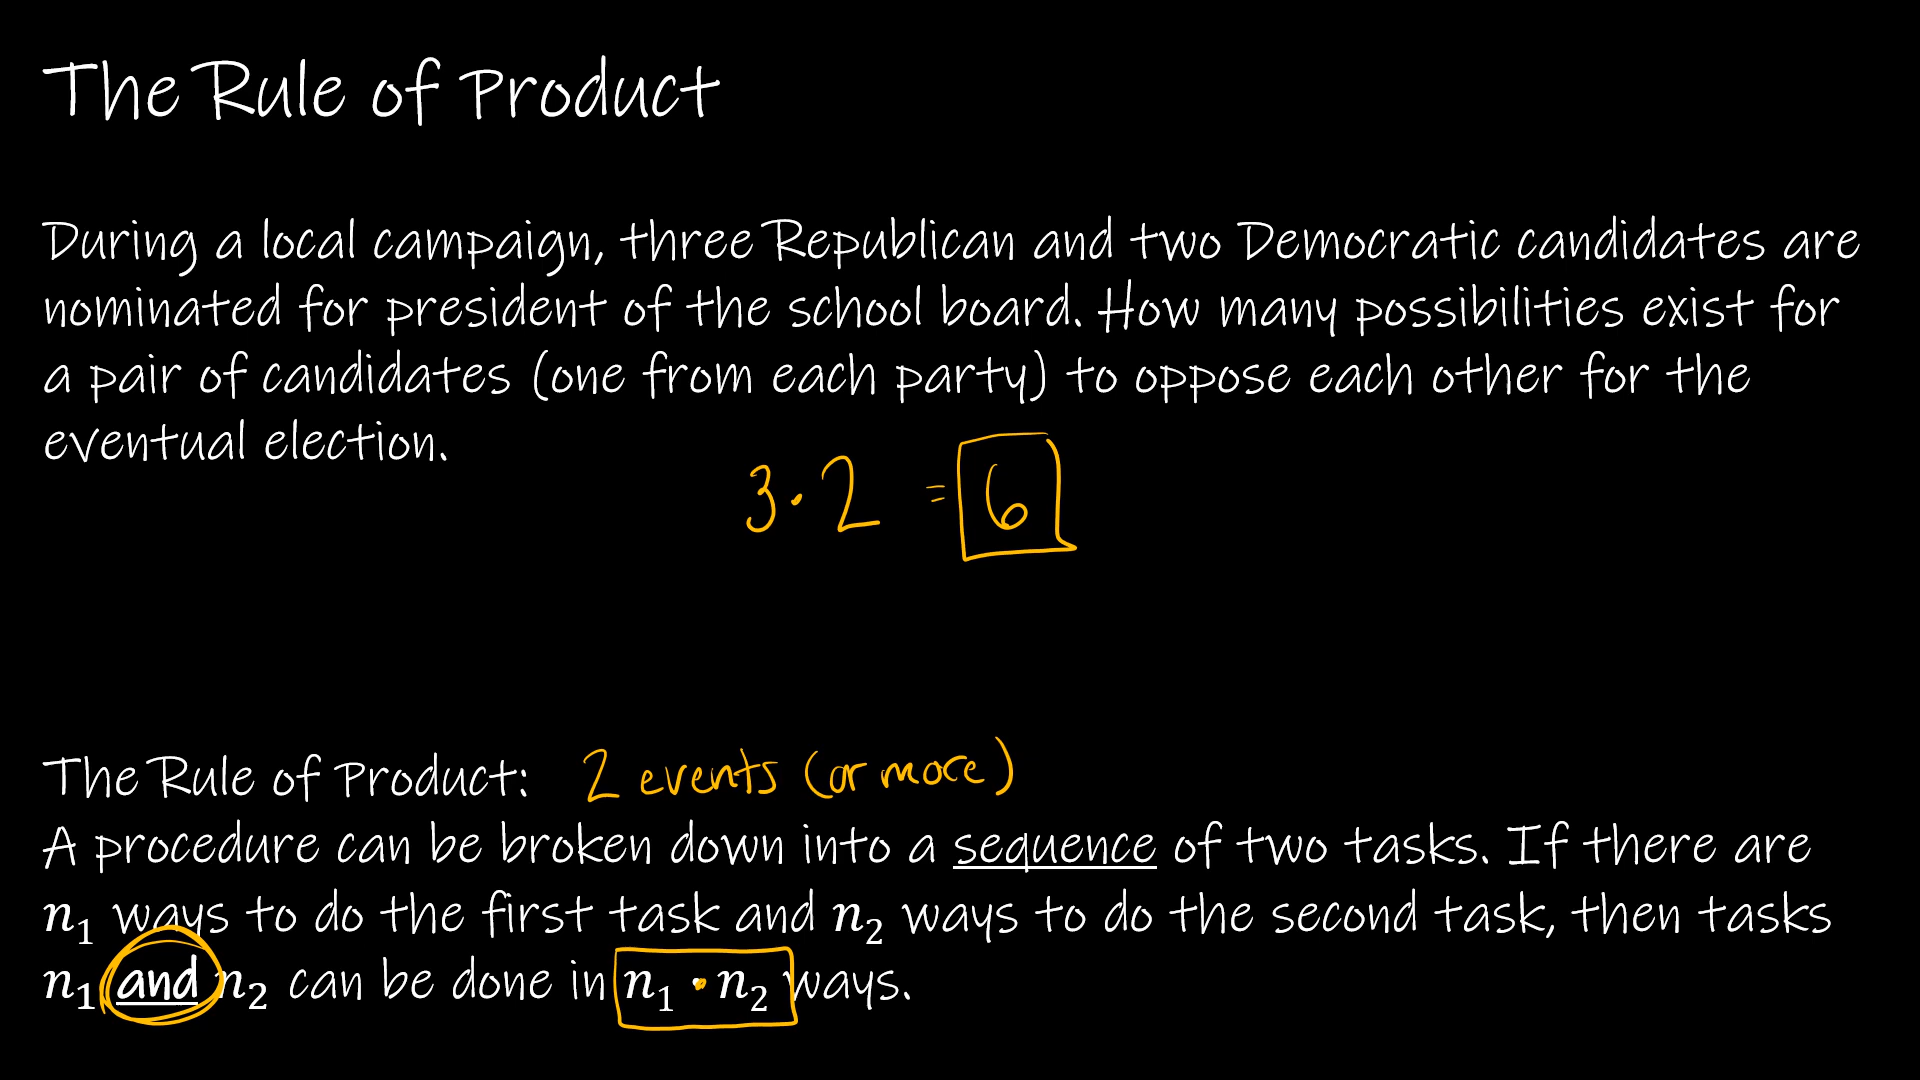 The Rule of Product
During a local campaign, three Republican and two Democratic candidates are
nominated for president of the school board. How many possibilities exist for
a pair of candidates (one from each party) to oppose each other for the
eventual election.
3 · 2 = 6
The Rule of Product: 2 events (or more)
A procedure can be broken down into a sequence of two tasks. If there are
n₁ ways to do the first task and n₂ ways to do the second task, then tasks
n₁ and n₂ can be done in n₁ · n₂ ways.